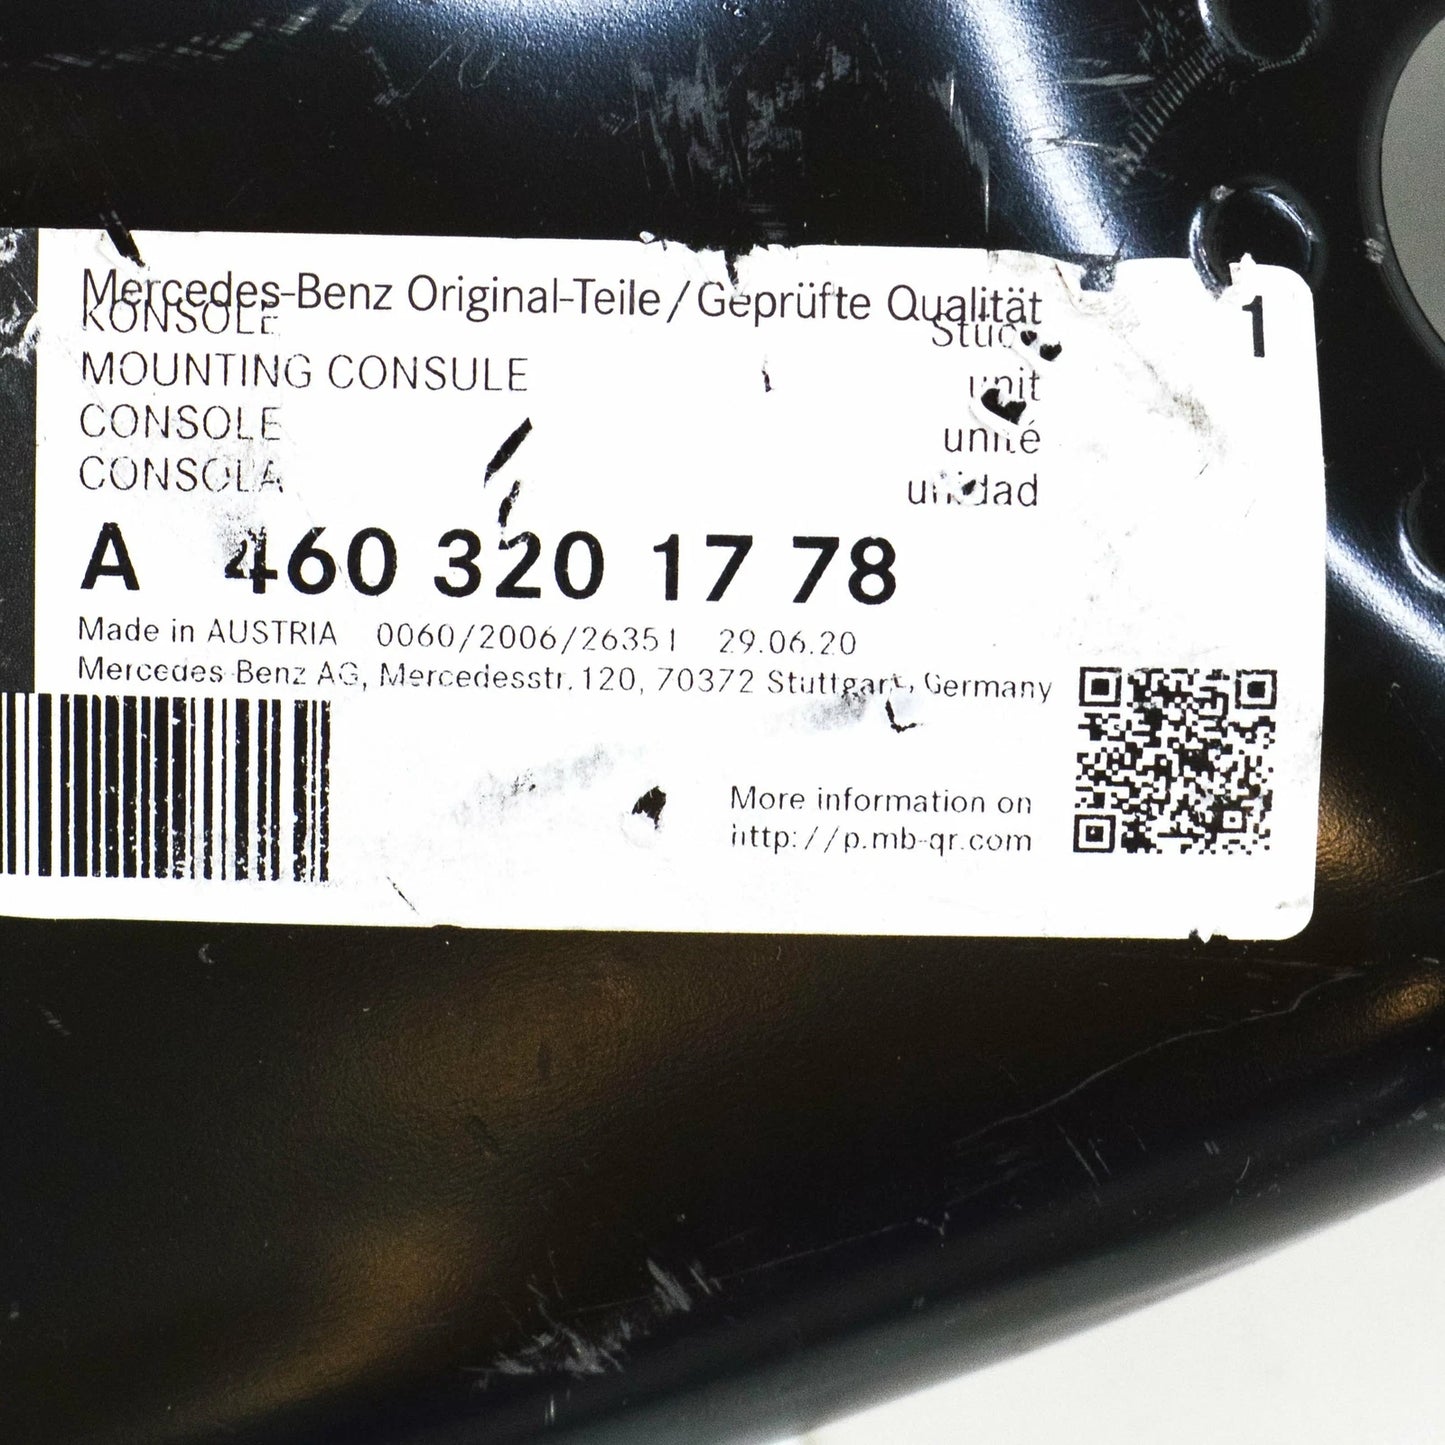 Mercedes-Benz Original-Teile/Geprüfte Qualität
KONSOLE Stück 1
MOUNTING CONSULE unit
CONSOLE unité
CONSOLA unidad
A 460 320 17 78
Made in AUSTRIA 0060/2006/26351 29.06.20
Mercedes-Benz AG, Mercedesstr. 120, 70372 Stuttgart, Germany
More information on
http://p.mb-qr.com